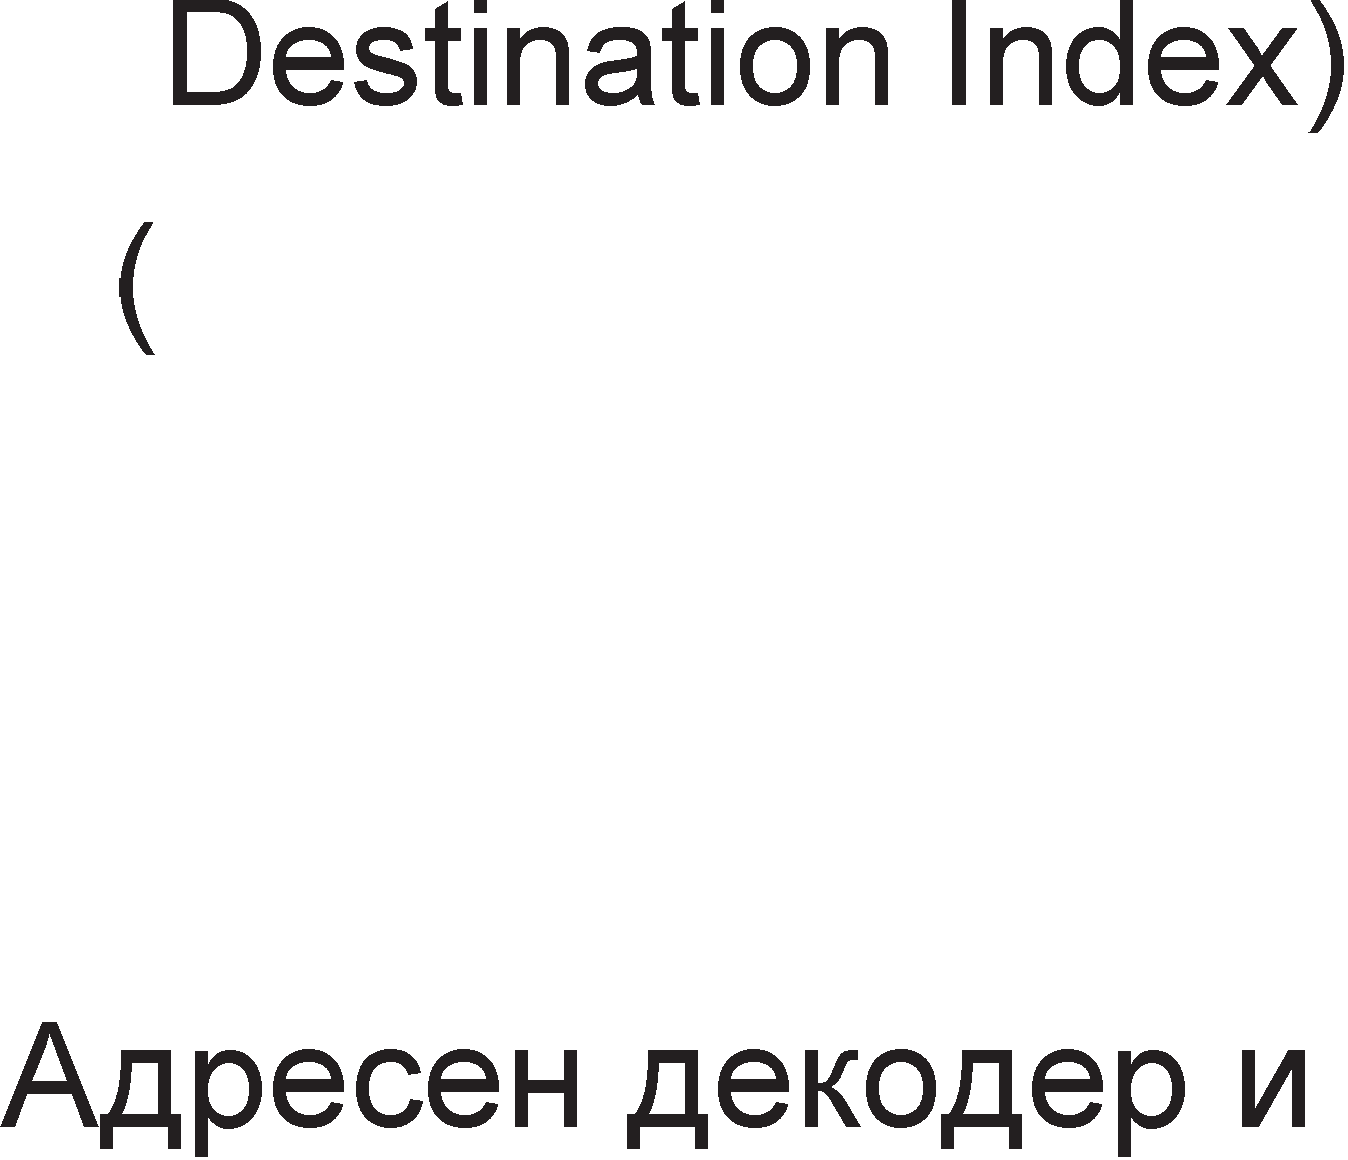 Destination Index)
(
Адресен декодер и